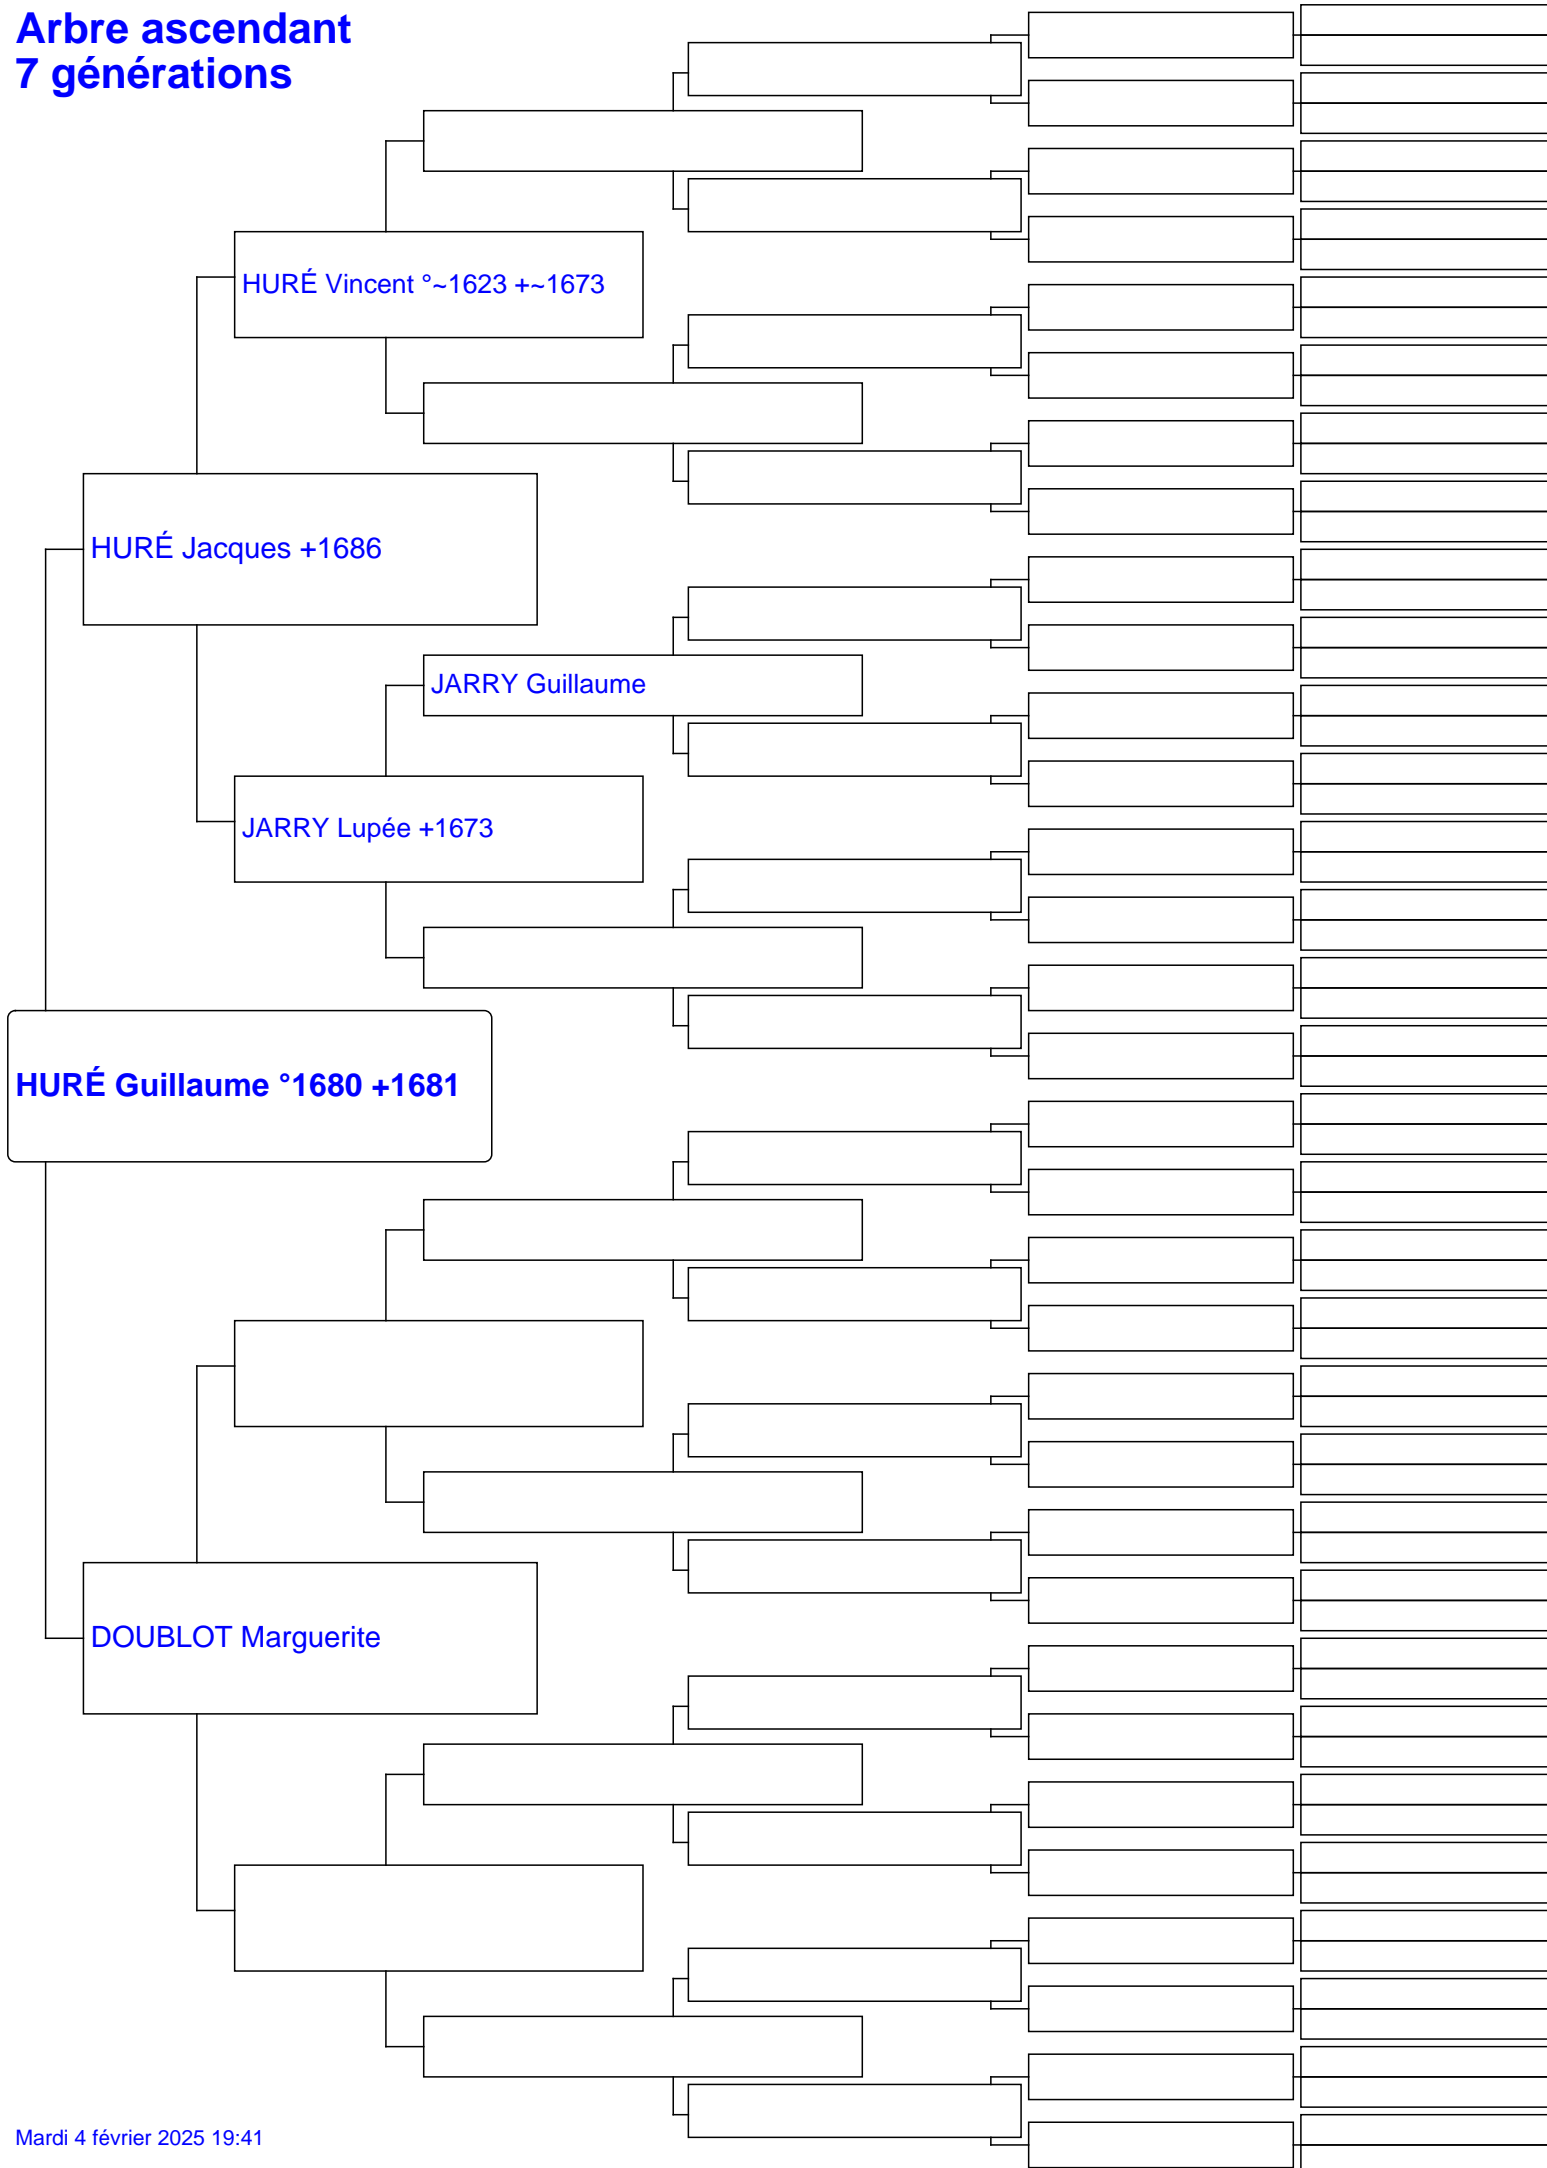 Arbre ascendant
7 générations
HURÉ Vincent °~1623 +~1673
HURÉ Jacques +1686
JARRY Guillaume
JARRY Lupée +1673
HURÉ Guillaume °1680 +1681
DOUBLOT Marguerite
Mardi 4 février 2025 19:41